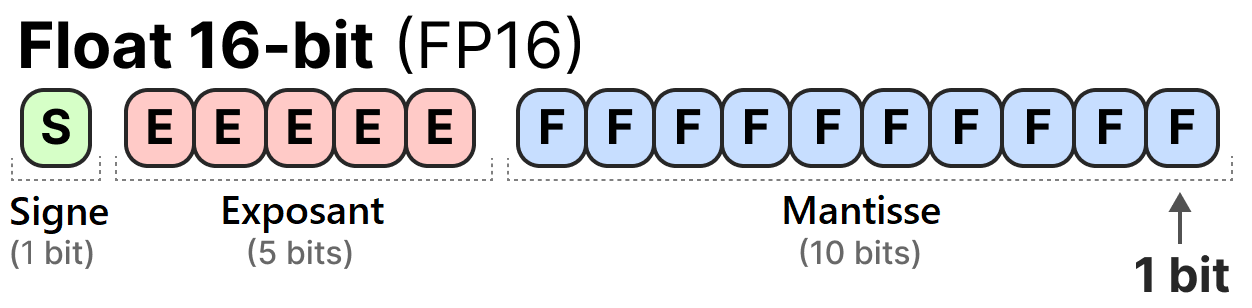 Float 16-bit (FP16)
S E E E E E F F F F F F F F F F
Signe Exposant Mantisse
(1 bit) (5 bits) (10 bits)
1 bit